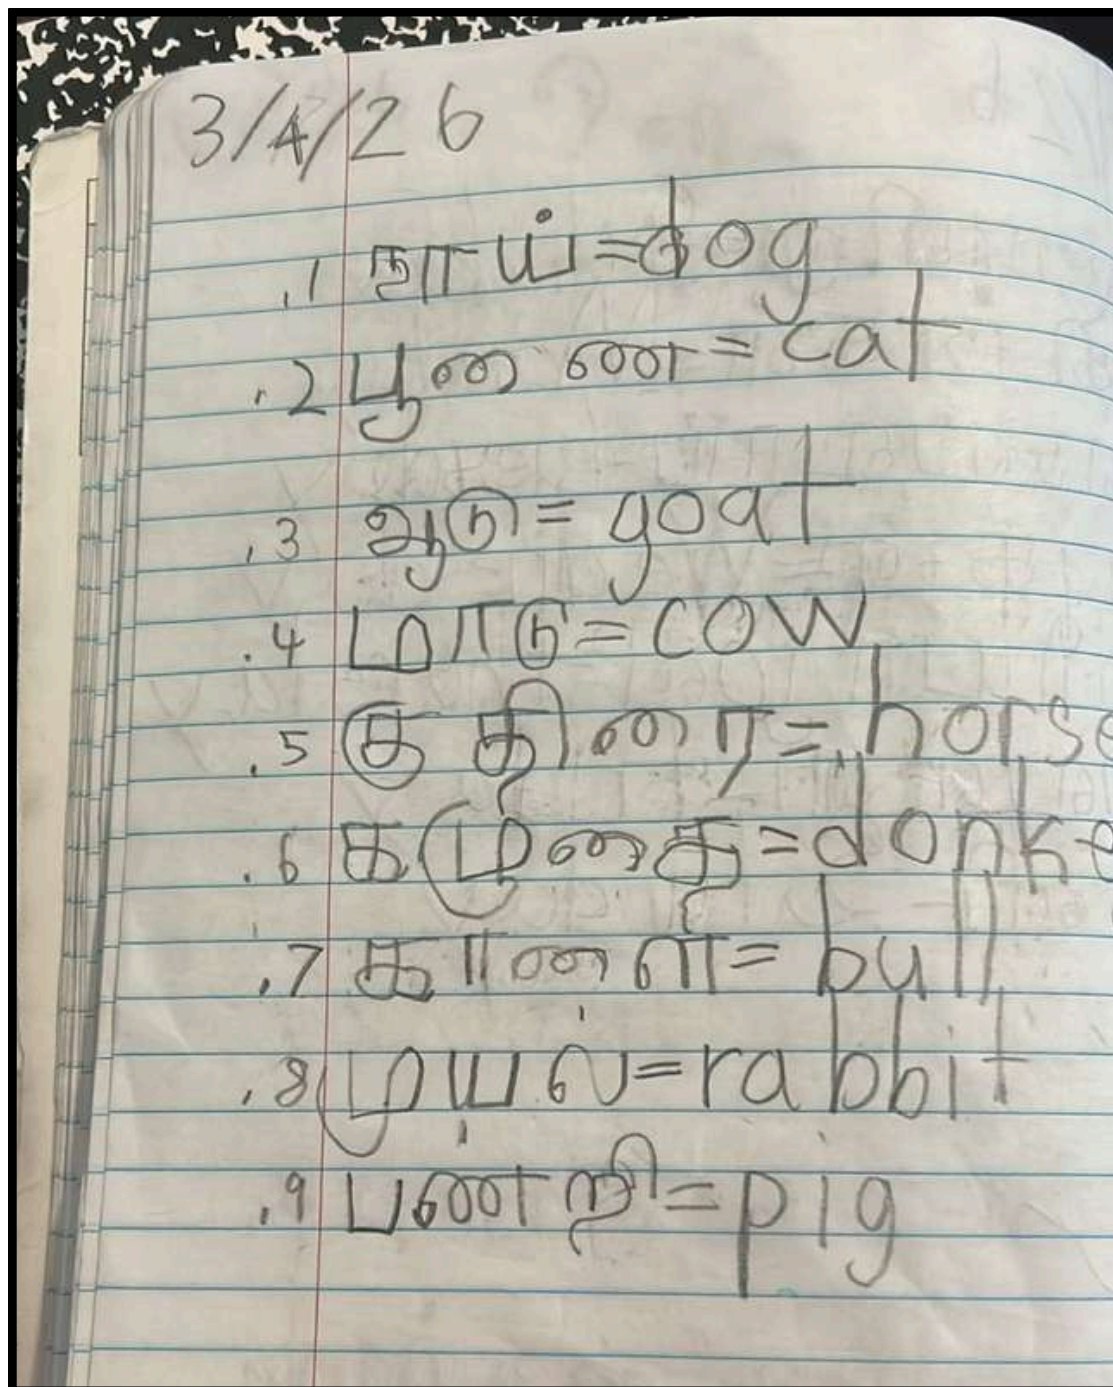 3/4/26
.1 நாய்=dog
.2 பூனை=cat
.3 ஆடு=goat
.4 மாடு=cow
.5 குதிரை=horse
.6 கமுதை=donke
.7 காளை=bull
.8 முயல=rabbit
.9 பன்றி=pig